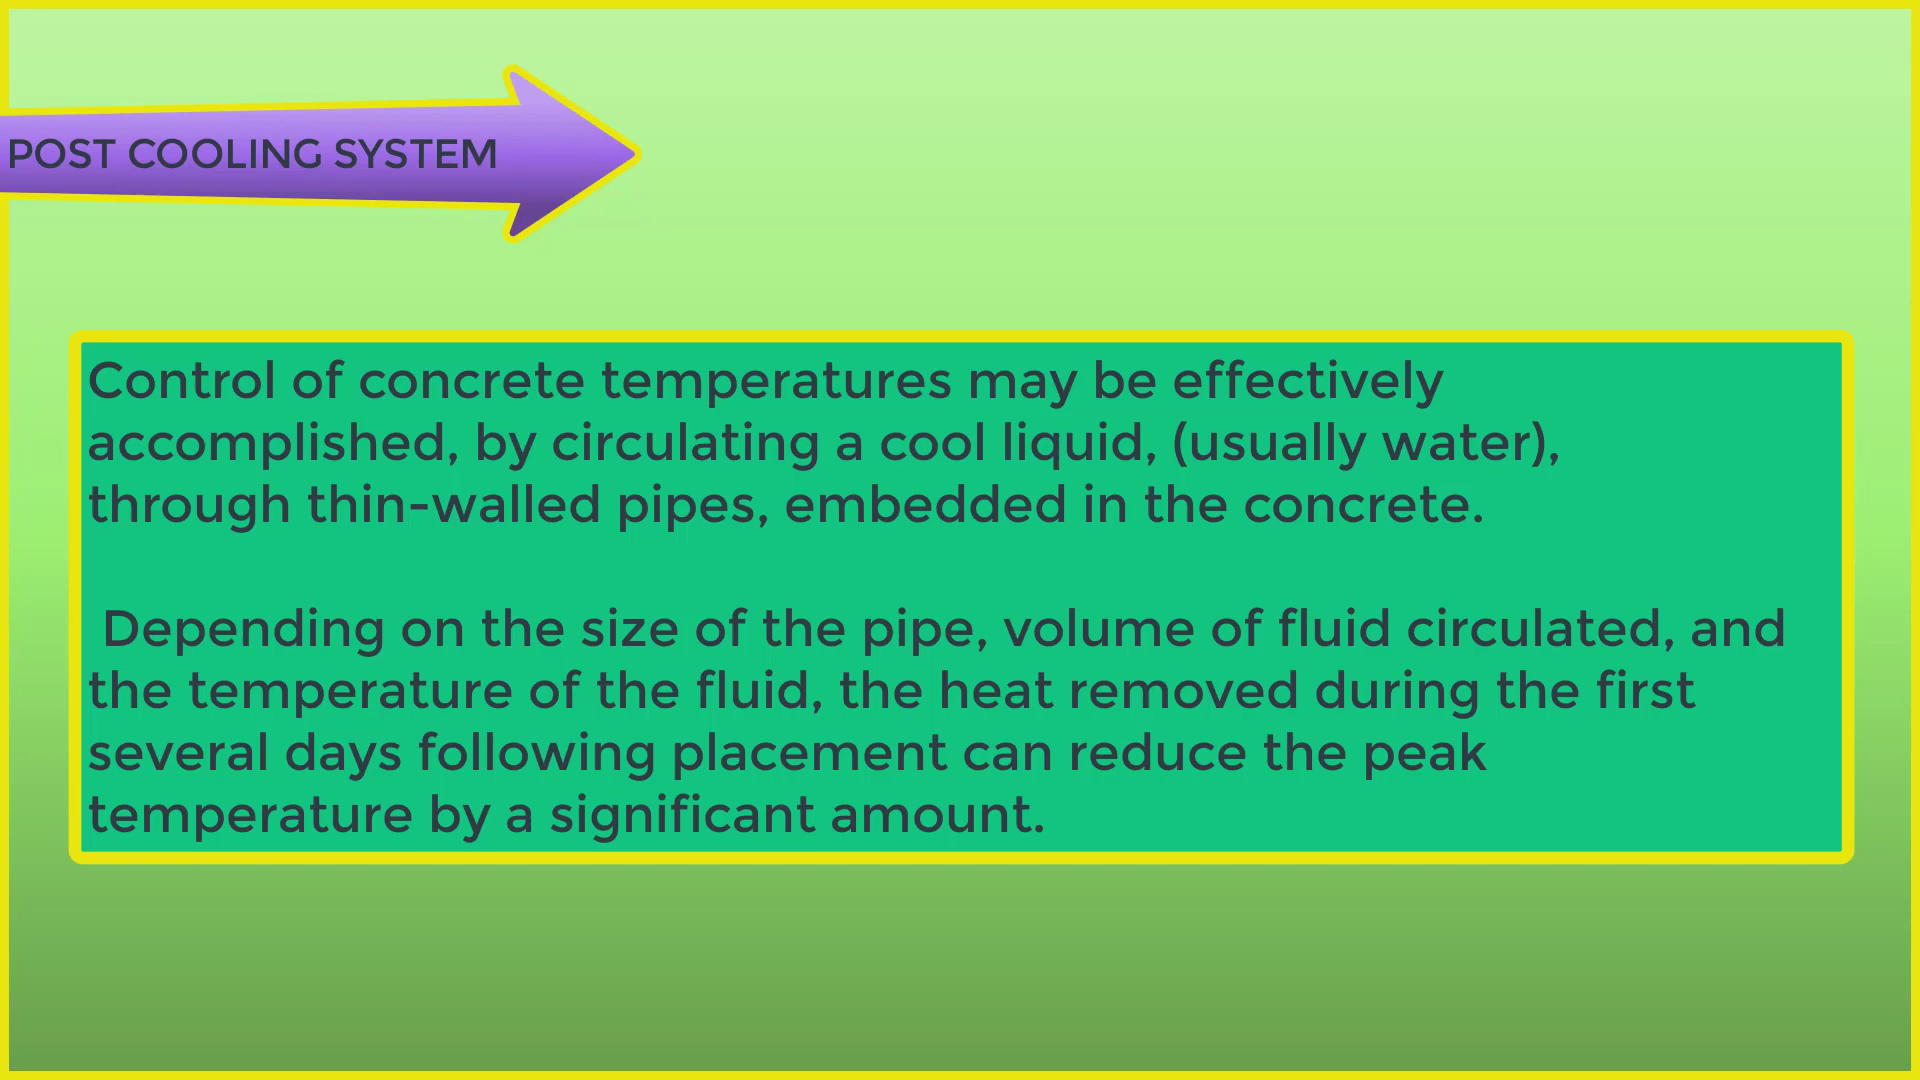 POST COOLING SYSTEM
Control of concrete temperatures may be effectively
accomplished, by circulating a cool liquid, (usually water),
through thin-walled pipes, embedded in the concrete.
Depending on the size of the pipe, volume of fluid circulated, and
the temperature of the fluid, the heat removed during the first
several days following placement can reduce the peak
temperature by a significant amount.